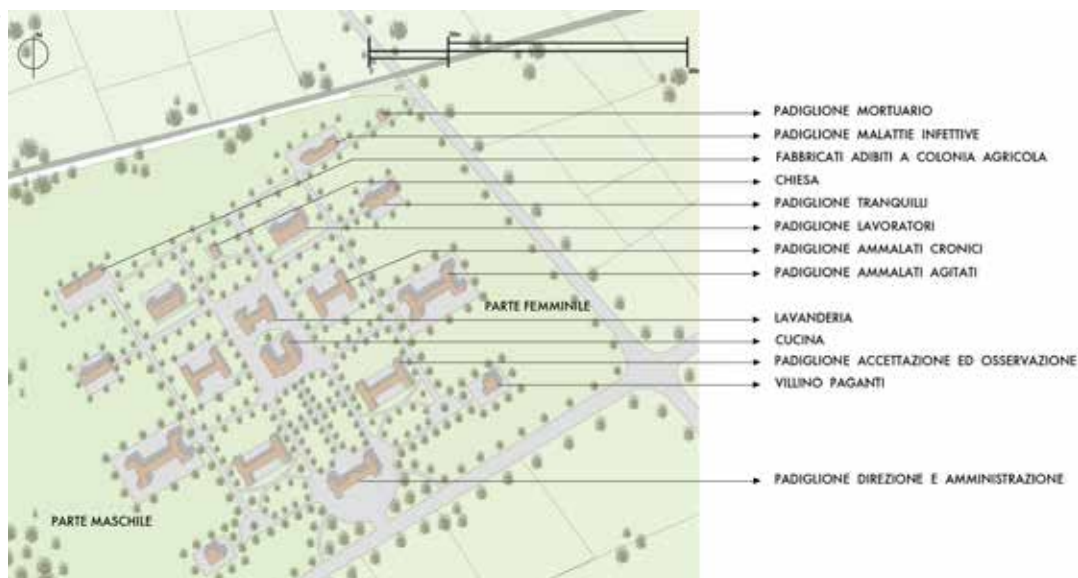 PADIGLIONE MORTUARIO
PADIGLIONE MALATTIE INFETTIVE
FABBRICATI ADIBITI A COLONIA AGRICOLA
CHIESA
PADIGLIONE TRANQUILLI
PADIGLIONE LAVORATORI
PADIGLIONE AMMALATI CRONICI
PADIGLIONE AMMALATI AGITATI
PARTE FEMMINILE
LAVANDERIA
CUCINA
PADIGLIONE ACCETTAZIONE ED OSSERVAZIONE
VILLINO PAGANTI
PADIGLIONE DIREZIONE E AMMINISTRAZIONE
PARTE MASCHILE